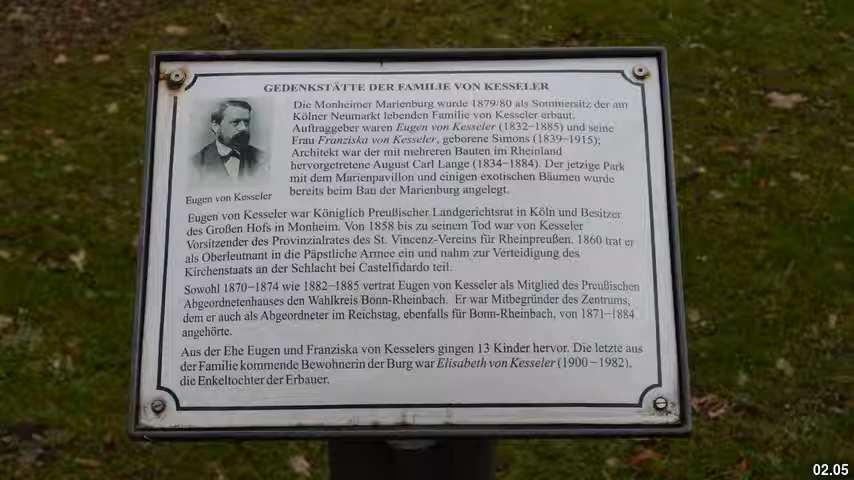 GEDENKSTÄTTE DER FAMILIE VON KESSELER
Die Monheimer Marienburg wurde 1879/80 als Sommersitz der am
Kölner Neumarkt lebenden Familie von Kesseler erbaut.
Auftraggeber waren Eugen von Kesseler (1832–1885) und seine
Frau Franziska von Kesseler, geborene Simons (1839–1915);
Architekt war der mit mehreren Bauten im Rheinland
hervorgetretene August Carl Lange (1834–1884). Der jetzige Park
mit dem Marienpavillon und einigen exotischen Bäumen wurde
bereits beim Bau der Marienburg angelegt.
Eugen von Kesseler
Eugen von Kesseler war Königlich Preußischer Landgerichtsrat in Köln und Besitzer
des Großen Hofs in Monheim. Von 1858 bis zu seinem Tod war von Kesseler
Vorsitzender des Provinzialrates des St. Vincenz-Vereins für Rheinpreußen. 1860 trat er
als Oberleutnant in die Päpstliche Armee ein und nahm zur Verteidigung des
Kirchenstaats an der Schlacht bei Castelfidardo teil.
Sowohl 1870–1874 wie 1882–1885 vertrat Eugen von Kesseler als Mitglied des Preußischen
Abgeordnetenhauses den Wahlkreis Bonn-Rheinbach. Er war Mitbegründer des Zentrums,
dem er auch als Abgeordneter im Reichstag, ebenfalls für Bonn-Rheinbach, von 1871–1884
angehörte.
Aus der Ehe Eugen und Franziska von Kesselers gingen 13 Kinder hervor. Die letzte aus
der Familie kommende Bewohnerin der Burg war Elisabeth von Kesseler (1900–1982),
die Enkeltochter der Erbauer.
02.05